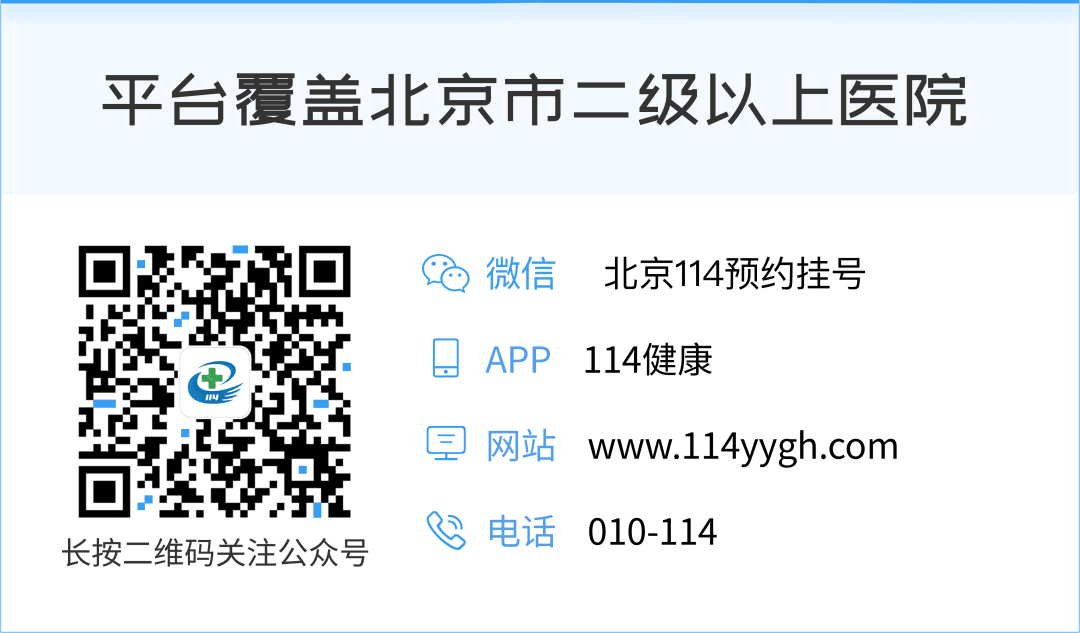 平台覆盖北京市二级以上医院
114
长按二维码关注公众号
微信 北京114预约挂号
APP 114健康
网站 www.114yygh.com
电话 010-114